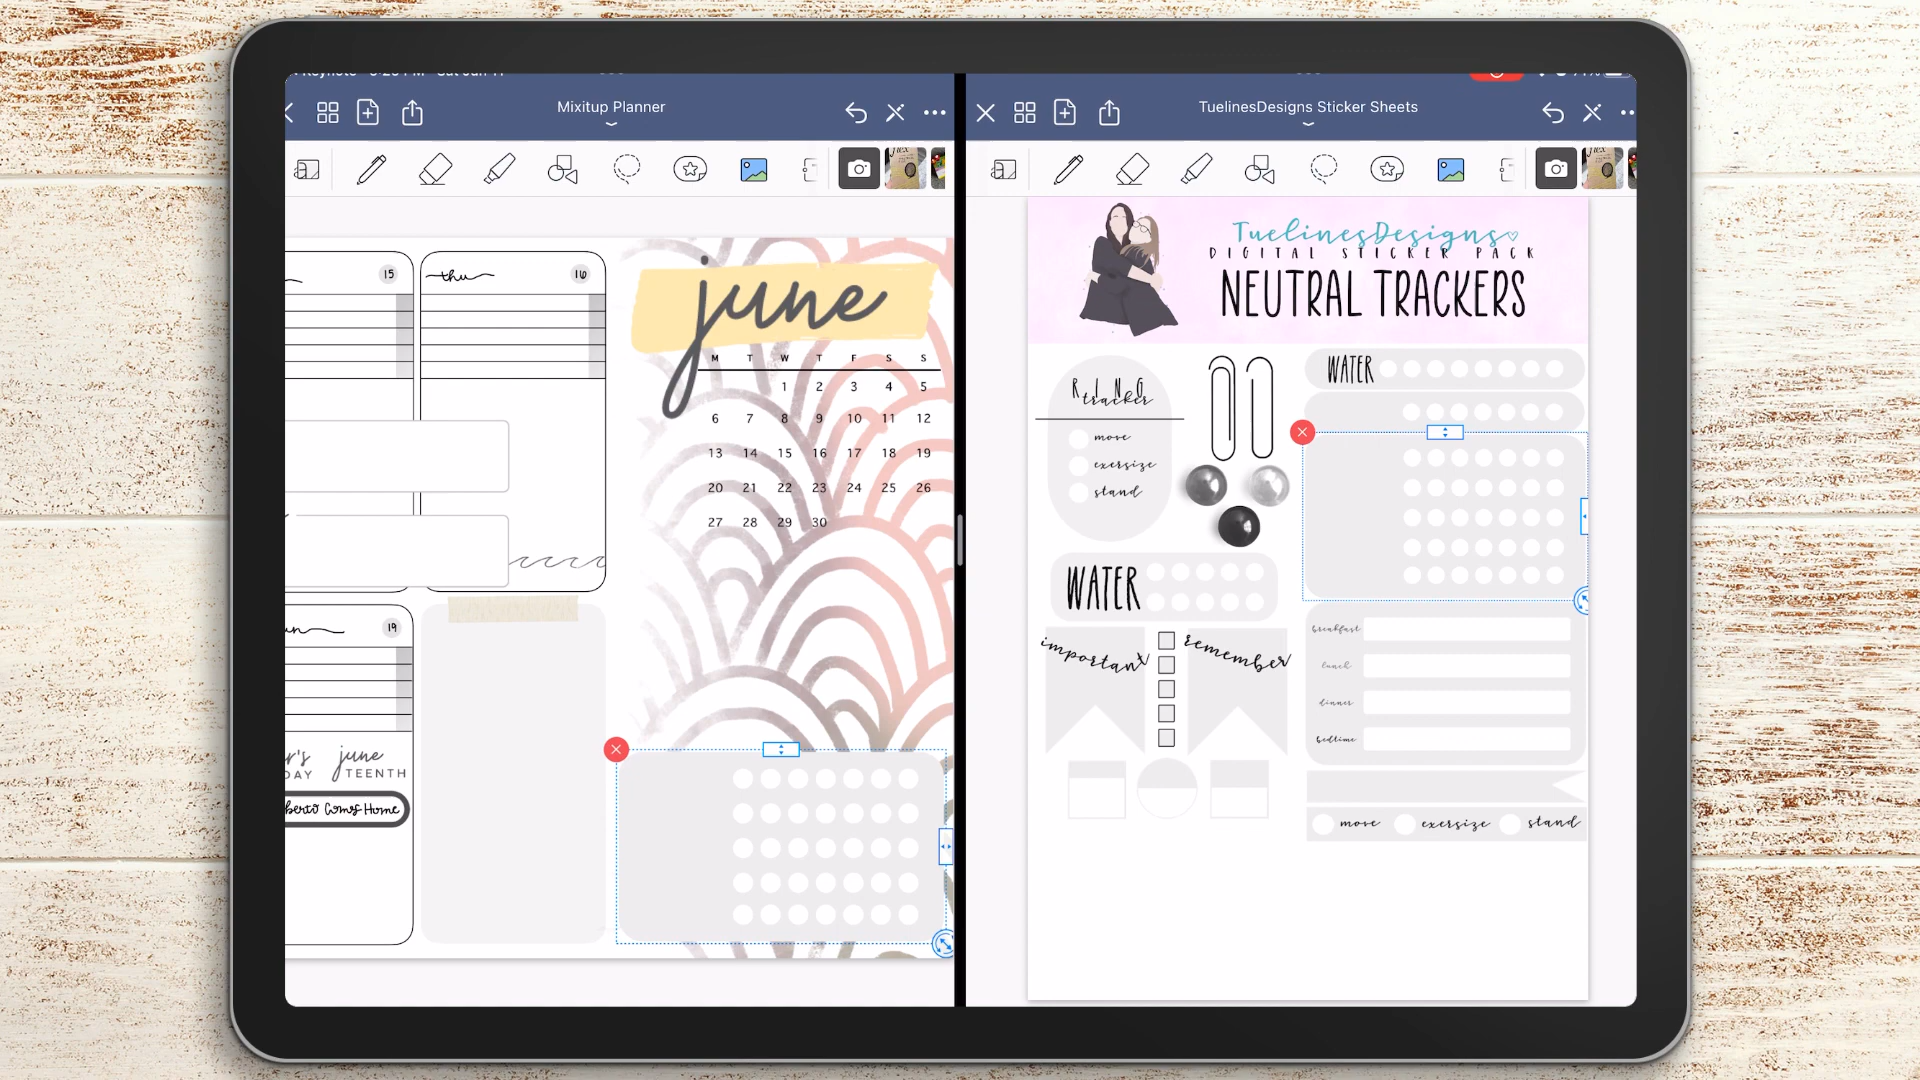 Mixitup Planner
15
thu
16
june
M T W T F S S
1 2 3 4 5
6 7 8 9 10 11 12
13 14 15 16 17 18 19
20 21 22 23 24 25 26
27 28 29 30
19
june
TEENTH
Comes Home
TuelinesDesigns Sticker Sheets
TuelinesDesigns
DIGITAL STICKER PACK
NEUTRAL TRACKERS
RING
tracker
move
exersize
stand
WATER
WATER
important
remember
breakfast
lunch
dinner
bedtime
move
exersize
stand